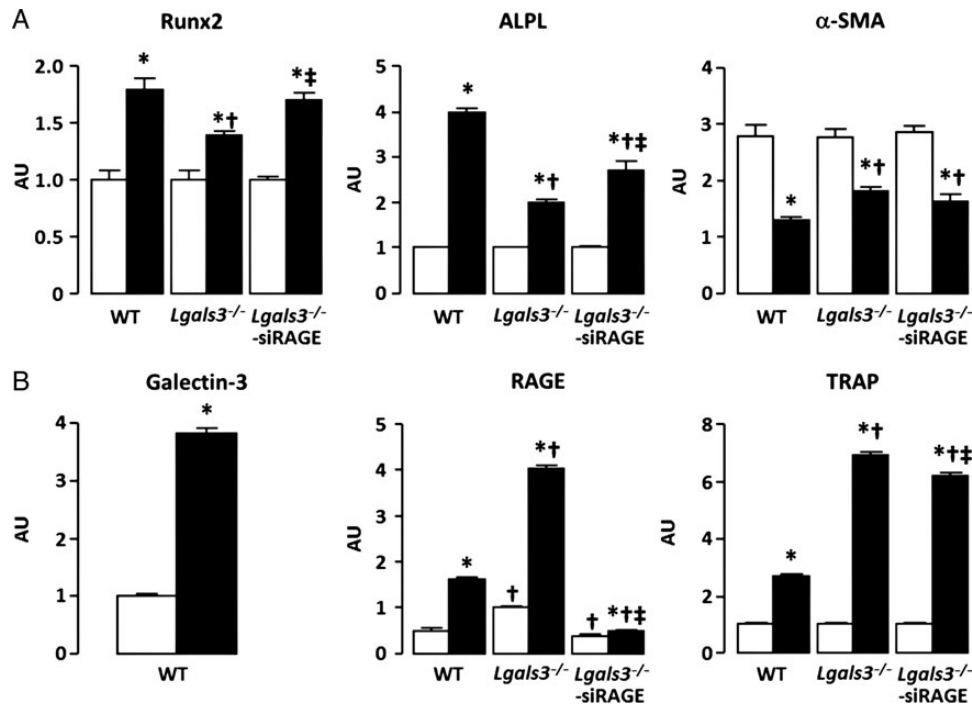 A
Runx2
ALPL
α-SMA
AU
2.0
1.5
1.0
0.5
0
*
*†
*‡
WT
Lgals3-/-
Lgals3-/-
-siRAGE
AU
5
4
3
2
1
0
*
*†
*†‡
WT
Lgals3-/-
Lgals3-/-
-siRAGE
AU
4
3
2
1
0
*
*†
*†
WT
Lgals3-/-
Lgals3-/-
-siRAGE
B
Galectin-3
RAGE
TRAP
AU
4
3
2
1
0
*
WT
AU
5
4
3
2
1
0
*
†
*†
†
*†‡
WT
Lgals3-/-
Lgals3-/-
-siRAGE
AU
8
6
4
2
0
*
*†
*†‡
WT
Lgals3-/-
Lgals3-/-
-siRAGE